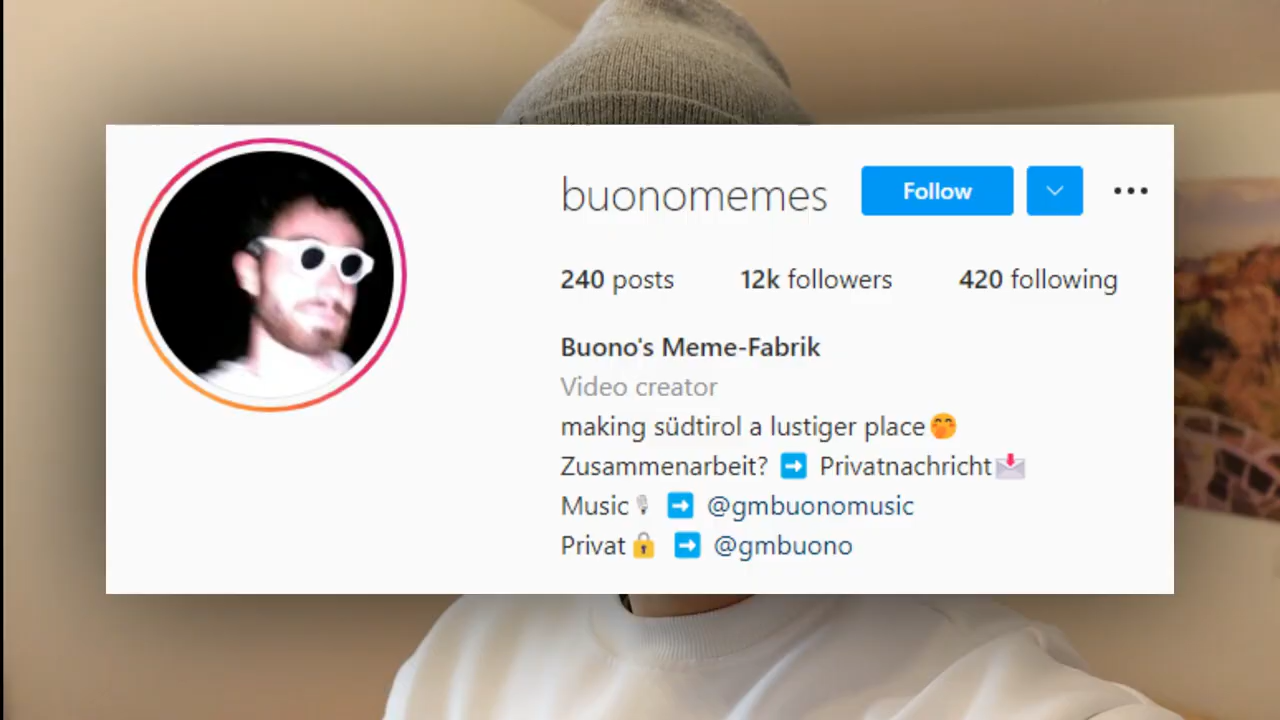 buonomemes Follow
240 posts 12k followers 420 following
Buono's Meme-Fabrik
Video creator
making südtirol a lustiger place🤭
Zusammenarbeit? ➡️ Privatnachricht📩
Music🎙️ ➡️ @gmbuonomusic
Privat🔒 ➡️ @gmbuono